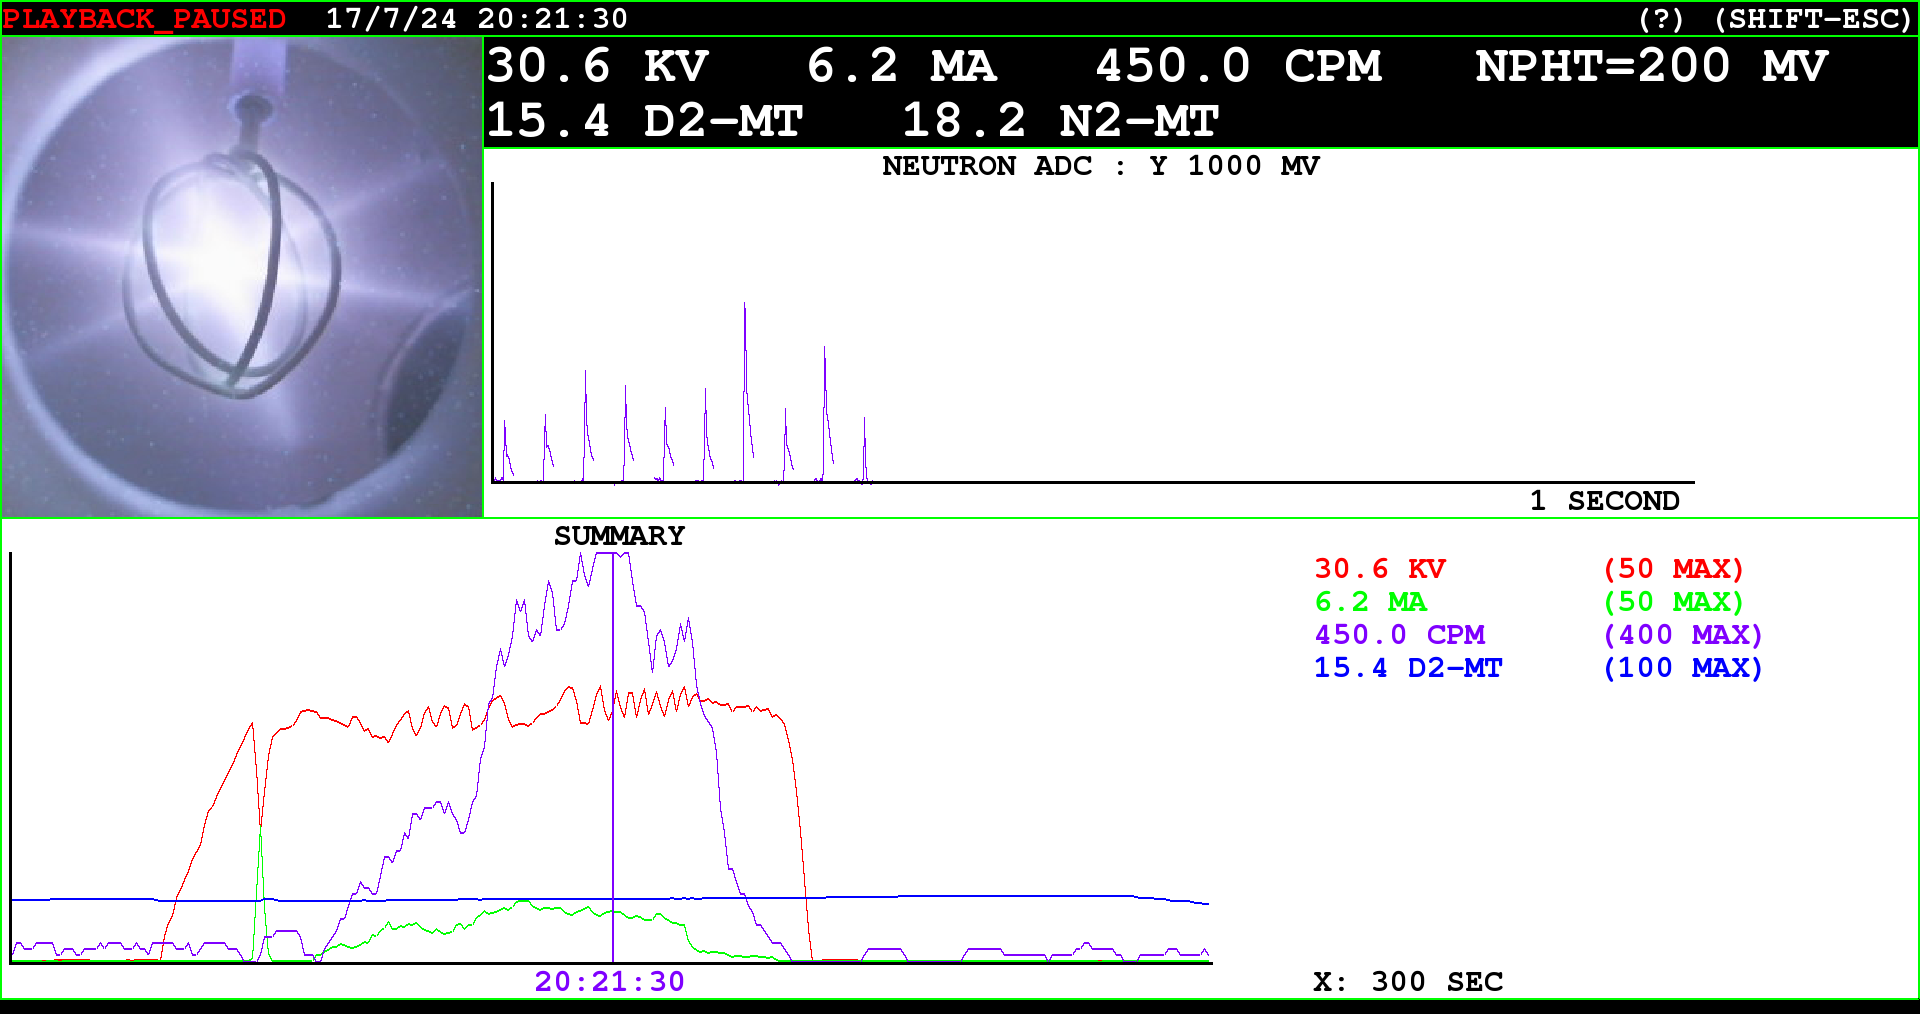 PLAYBACK_PAUSED 17/7/24 20:21:30 (?) (SHIFT-ESC)
30.6 KV 6.2 MA 450.0 CPM NPHT=200 MV
15.4 D2-MT 18.2 N2-MT
NEUTRON ADC : Y 1000 MV
1 SECOND
SUMMARY
30.6 KV (50 MAX)
6.2 MA (50 MAX)
450.0 CPM (400 MAX)
15.4 D2-MT (100 MAX)
20:21:30 X: 300 SEC